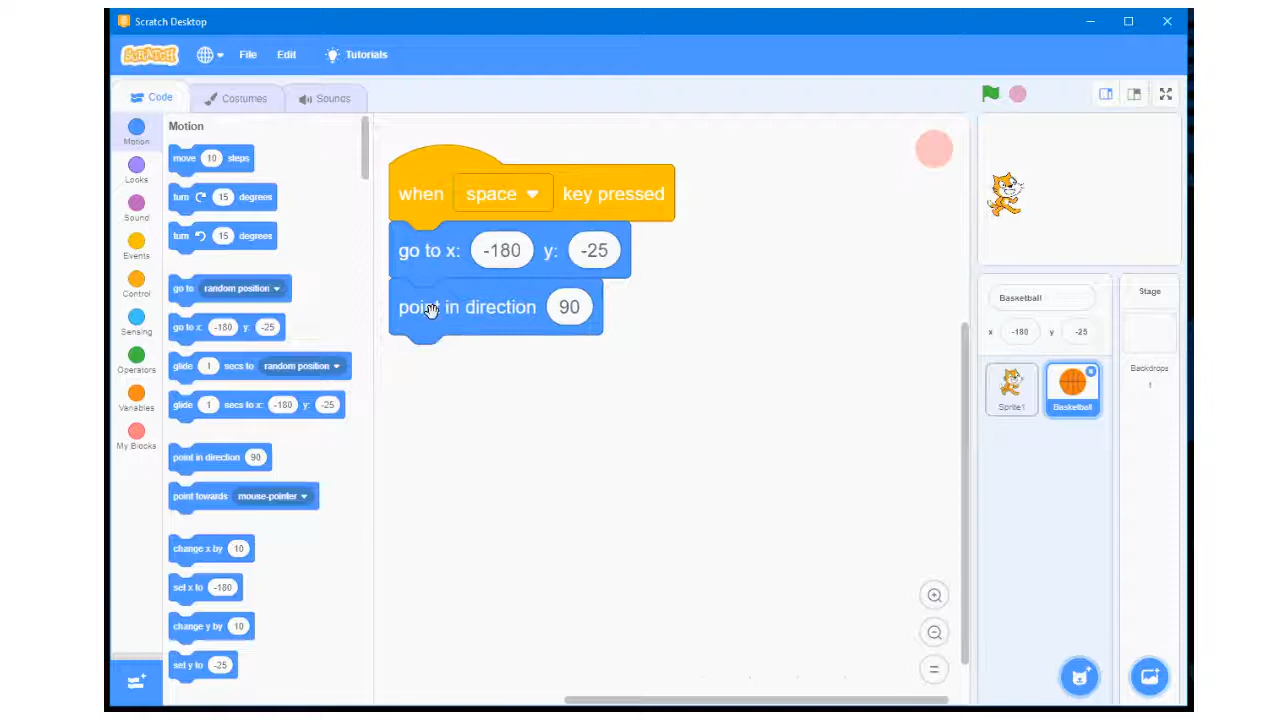 Scratch Desktop
SCRATCH File Edit Tutorials
Code Costumes Sounds
Motion
Looks
Sound
Events
Control
Sensing
Operators
Variables
My Blocks
Motion
move 10 steps
turn 15 degrees
turn 15 degrees
go to random position
go to x: -180 y: -25
glide 1 secs to random position
glide 1 secs to x: -180 y: -25
point in direction 90
point towards mouse-pointer
change x by 10
set x to -180
change y by 10
set y to -25
when space key pressed
go to x: -180 y: -25
point in direction 90
Basketball
x -180 y -25
Sprite1
Basketball
Stage
Backdrops
1